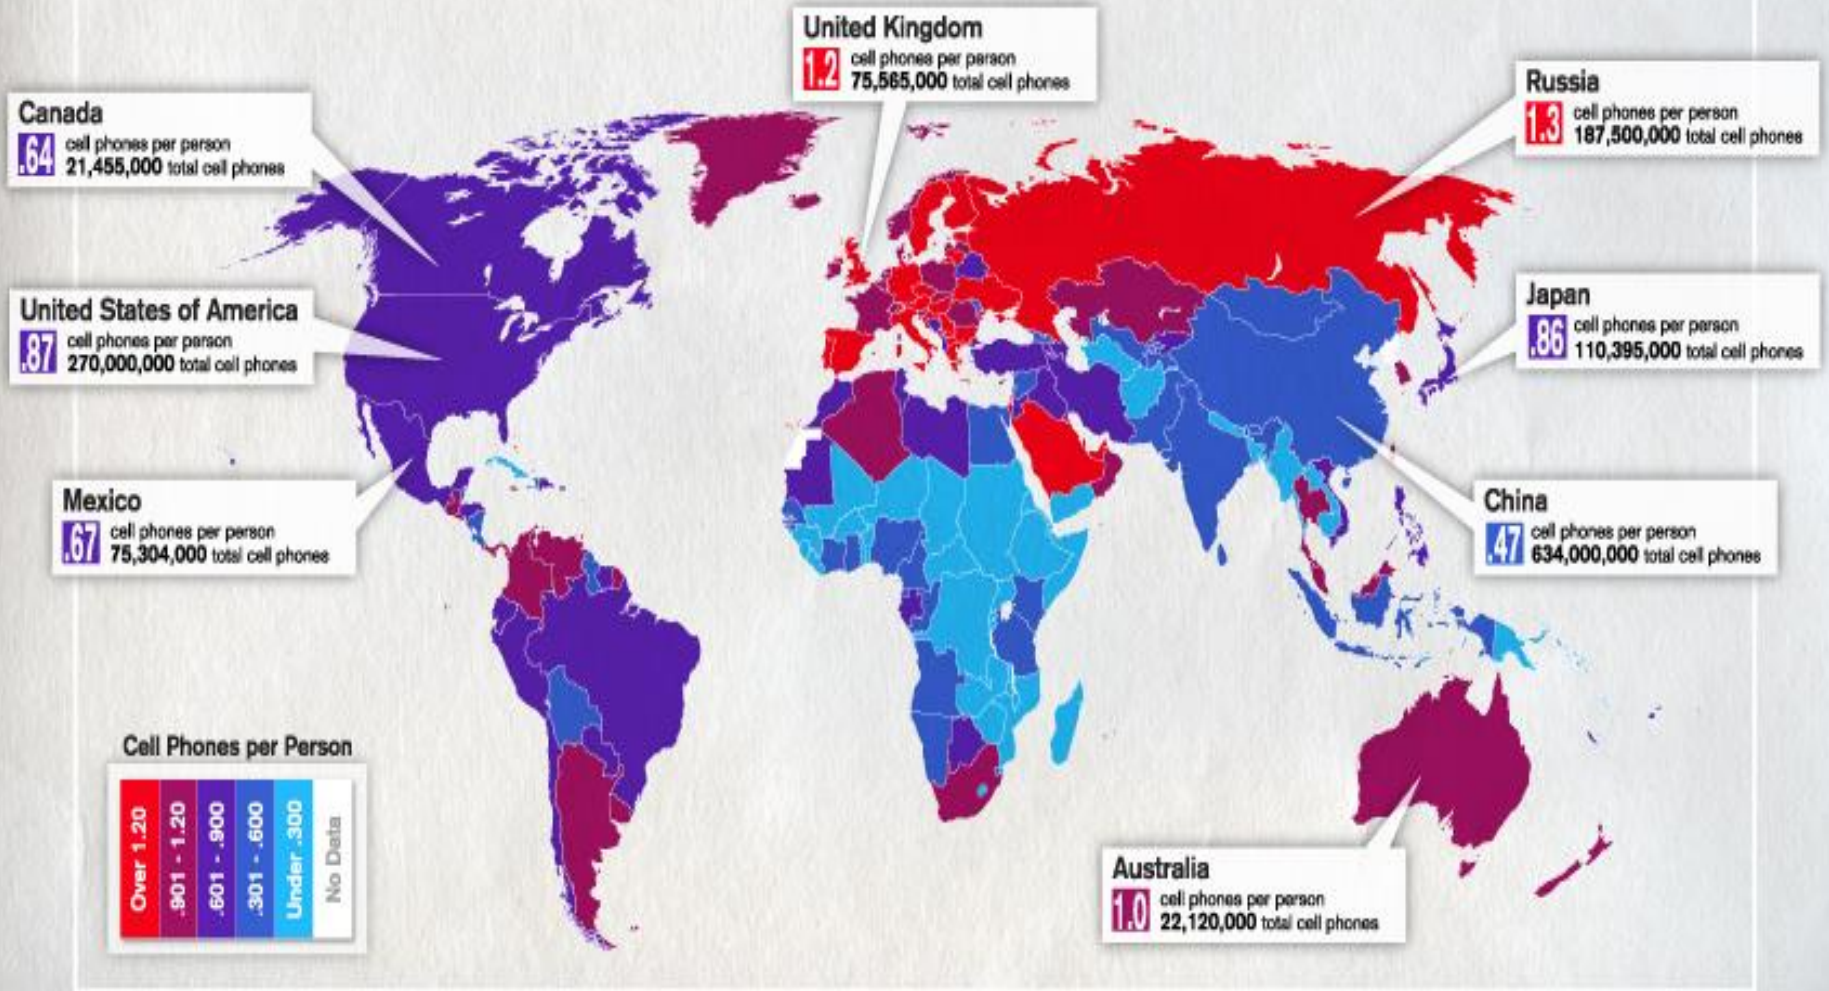 United Kingdom
1.2 cell phones per person
75,565,000 total cell phones
Canada
.64 cell phones per person
21,455,000 total cell phones
Russia
1.3 cell phones per person
187,500,000 total cell phones
United States of America
.87 cell phones per person
270,000,000 total cell phones
Japan
.86 cell phones per person
110,395,000 total cell phones
Mexico
.67 cell phones per person
75,304,000 total cell phones
China
.47 cell phones per person
634,000,000 total cell phones
Cell Phones per Person
Over 1.20
.901 - 1.20
.601 - .900
.301 - .600
Under .300
No Data
Australia
1.0 cell phones per person
22,120,000 total cell phones